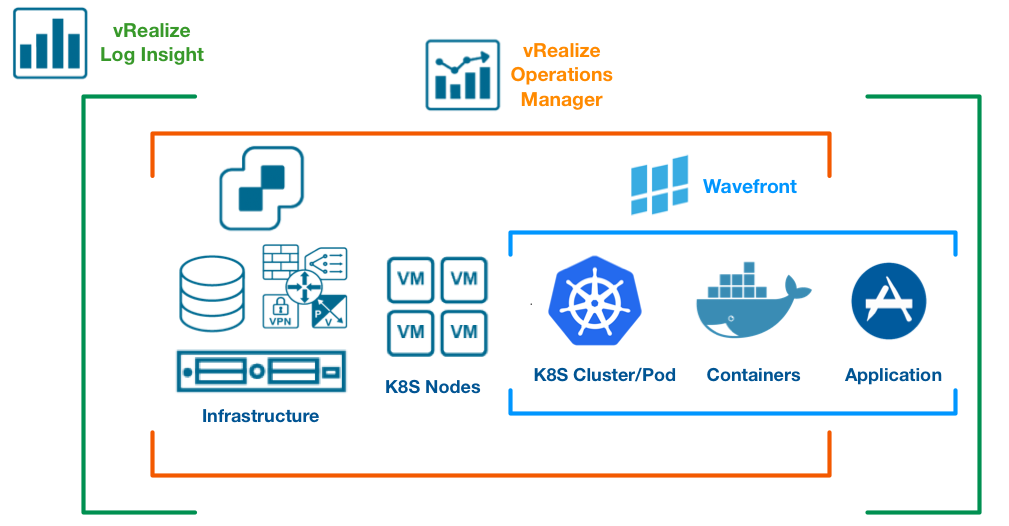 vRealize
Log Insight
vRealize
Operations
Manager
Wavefront
VM VM
VM VM
VPN
P
V
K8S Cluster/Pod
Containers
Application
K8S Nodes
Infrastructure